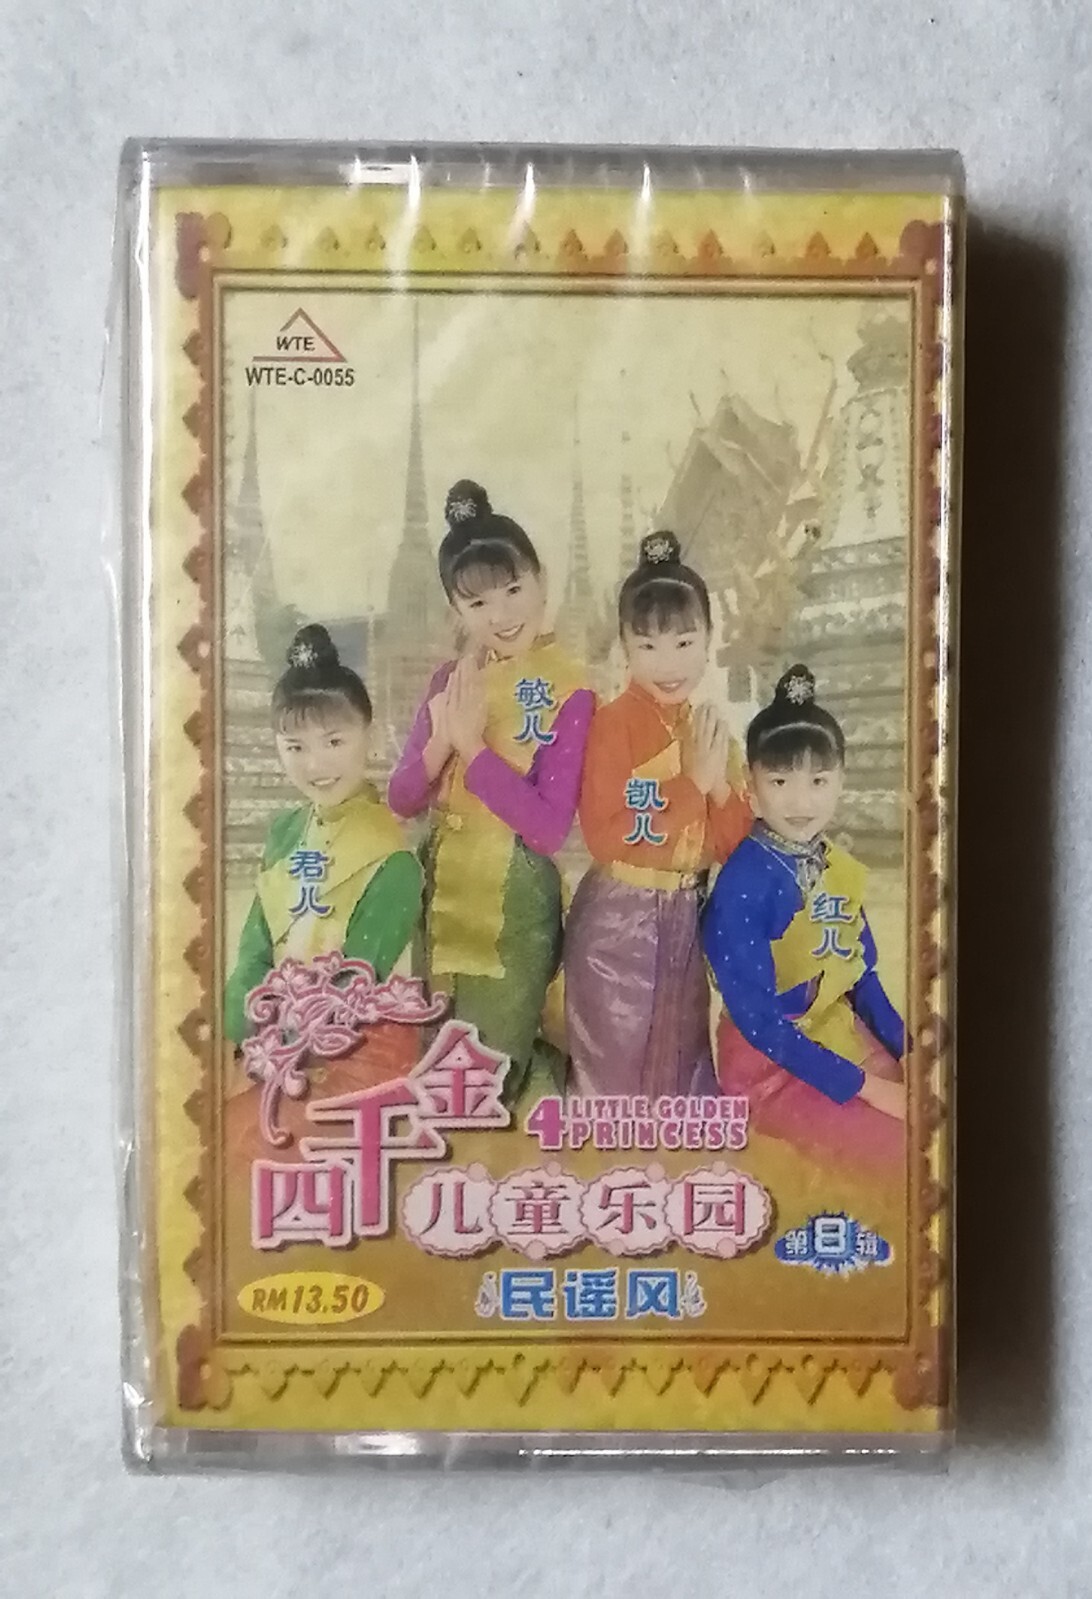 WTE
WTE-C-0055
敏儿
凯儿
君儿
红儿
四千金
4 LITTLE GOLDEN PRINCESS
儿童乐园
第8辑
民谣风
RM13.50